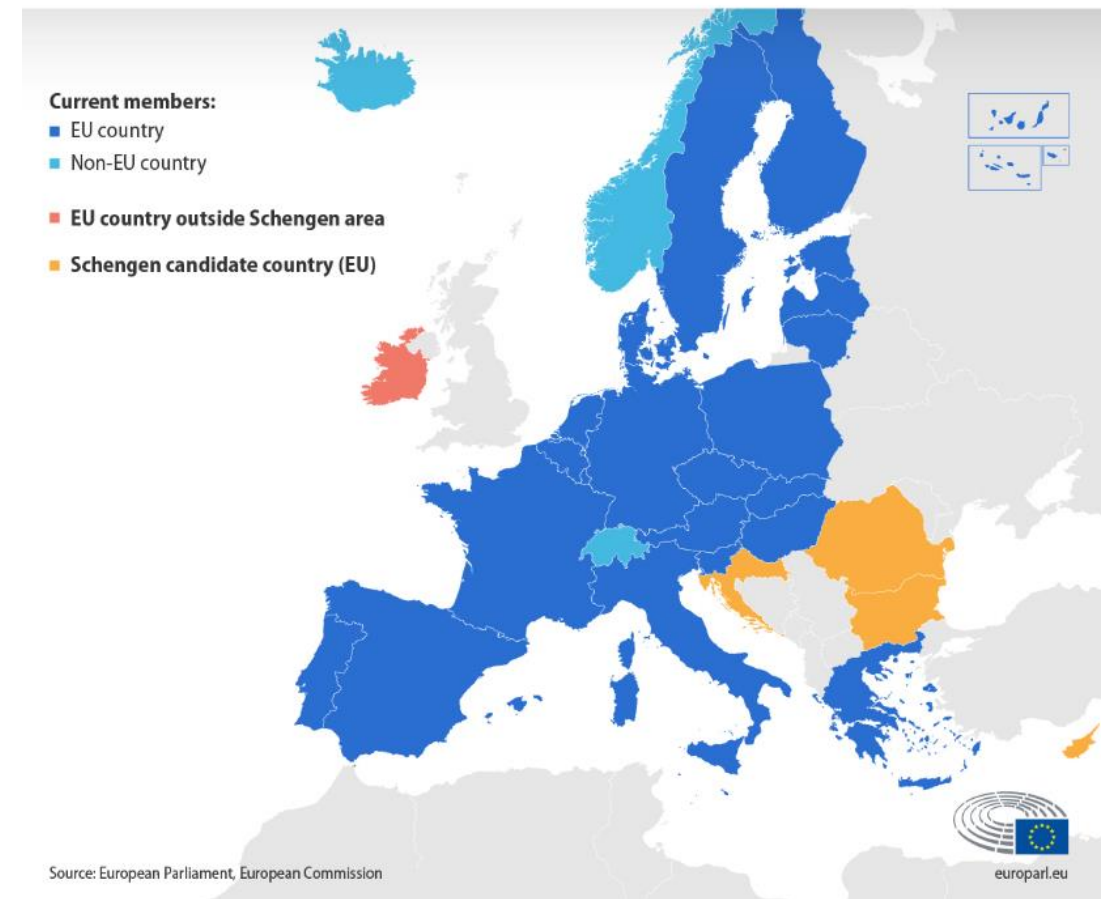 Current members:
EU country
Non-EU country
EU country outside Schengen area
Schengen candidate country (EU)
Source: European Parliament, European Commission
europarl.eu